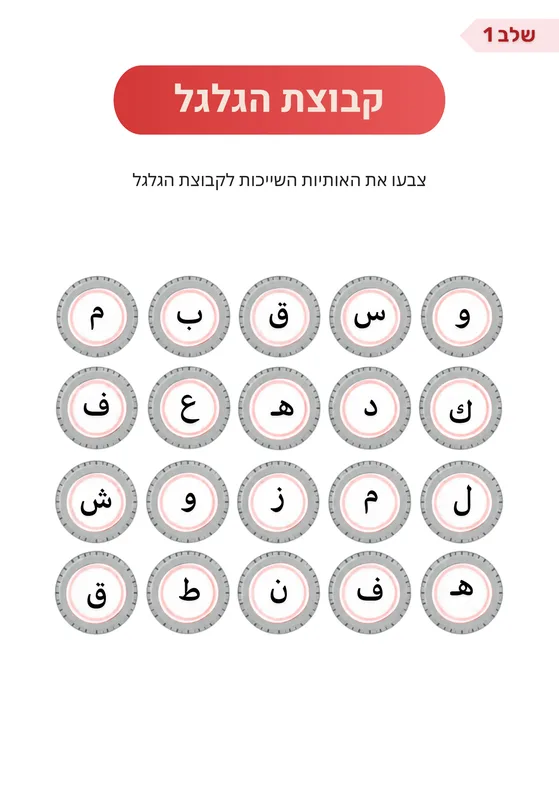 שלב 1
קבוצת הגלגל
צבעו את האותיות השייכות לקבוצת הגלגל
و س ق ب م
ك د هـ ع ف
ل م ز و ش
هـ ف ن ط ق